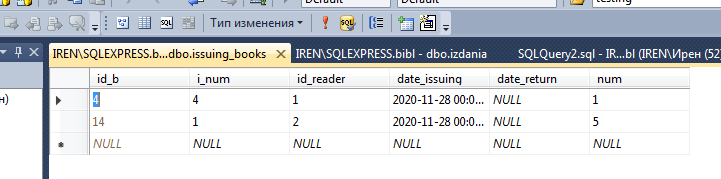 Default Default testing
Тип изменения
IREN\SQLEXPRESS.b...dbo.issuing_books IREN\SQLEXPRESS.bibl - dbo.izdania SQLQuery2.sql - IR...bl (IREN\Ирен (52)
id_b i_num id_reader date_issuing date_return num
н) 4 4 1 2020-11-28 00:0... NULL 1
14 1 2 2020-11-28 00:0... NULL 5
NULL NULL NULL NULL NULL NULL